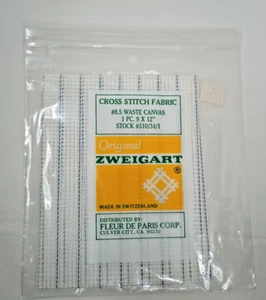 CROSS STITCH FABRIC
#8.5 WASTE CANVAS
1 PC. 9 X 12"
STOCK #510/34/1
Original
ZWEIGART
®
MADE IN SWITZERLAND
DISTRIBUTED BY:
FLEUR DE PARIS CORP.
CULVER CITY, CA. 90230